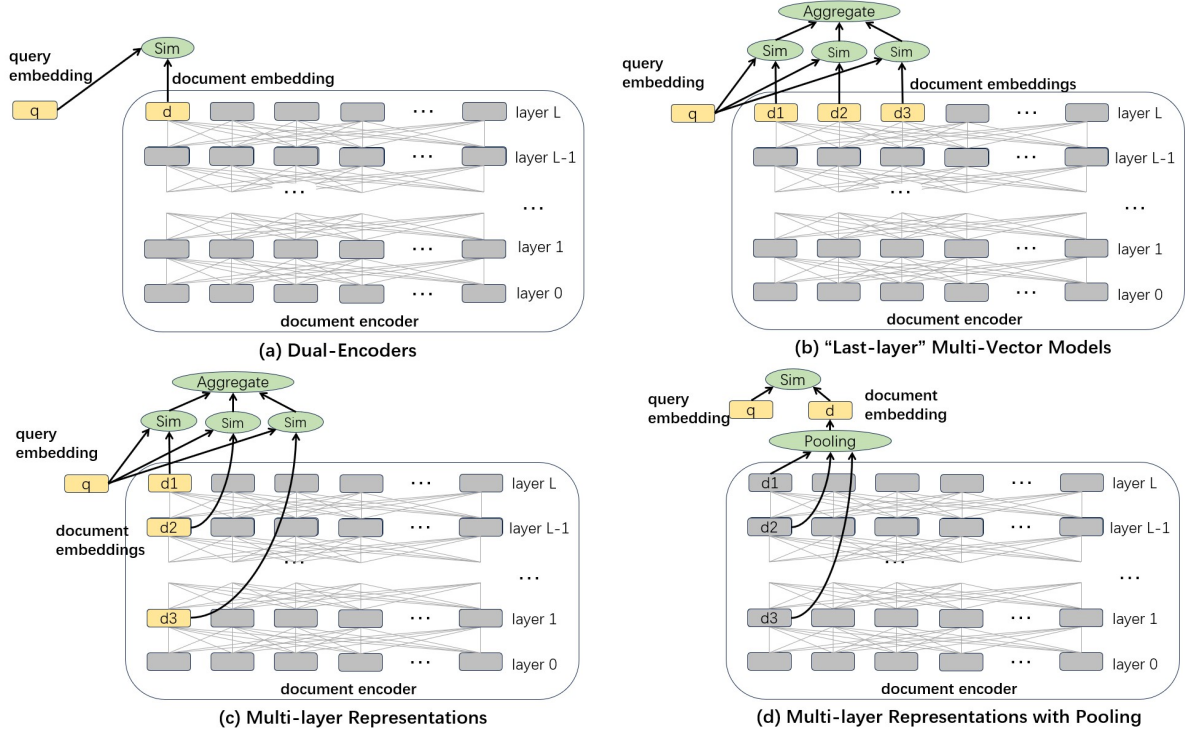 Sim
query
embedding
document embedding
q
d
layer L
layer L-1
...
...
layer 1
layer 0
document encoder
(a) Dual-Encoders
Aggregate
Sim Sim Sim
query
embedding
document embeddings
q
d1 d2 d3 ... layer L
... layer L-1
...
...
... layer 1
... layer 0
document encoder
(b) “Last-layer” Multi-Vector Models
Aggregate
Sim Sim Sim
query
embedding
q
d1 ... layer L
document
embeddings
d2 ... layer L-1
...
...
d3 ... layer 1
... layer 0
document encoder
(c) Multi-layer Representations
Sim
query
embedding
q
d
document
embedding
Pooling
d1 ... layer L
d2 ... layer L-1
...
...
d3 ... layer 1
... layer 0
document encoder
(d) Multi-layer Representations with Pooling